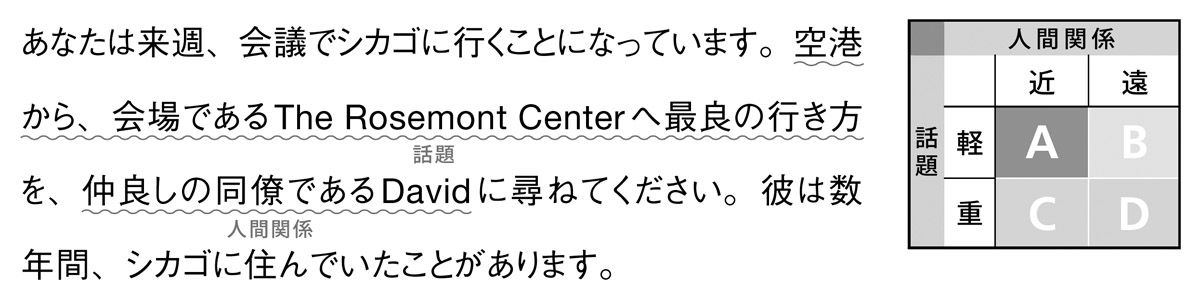 あなたは来週、会議でシカゴに行くことになっています。空港
から、会場であるThe Rosemont Centerへ最良の行き方
話題
を、仲良しの同僚であるDavidに尋ねてください。彼は数
人間関係
年間、シカゴに住んでいたことがあります。
人間関係
近 遠
話題
軽 A B
重 C D